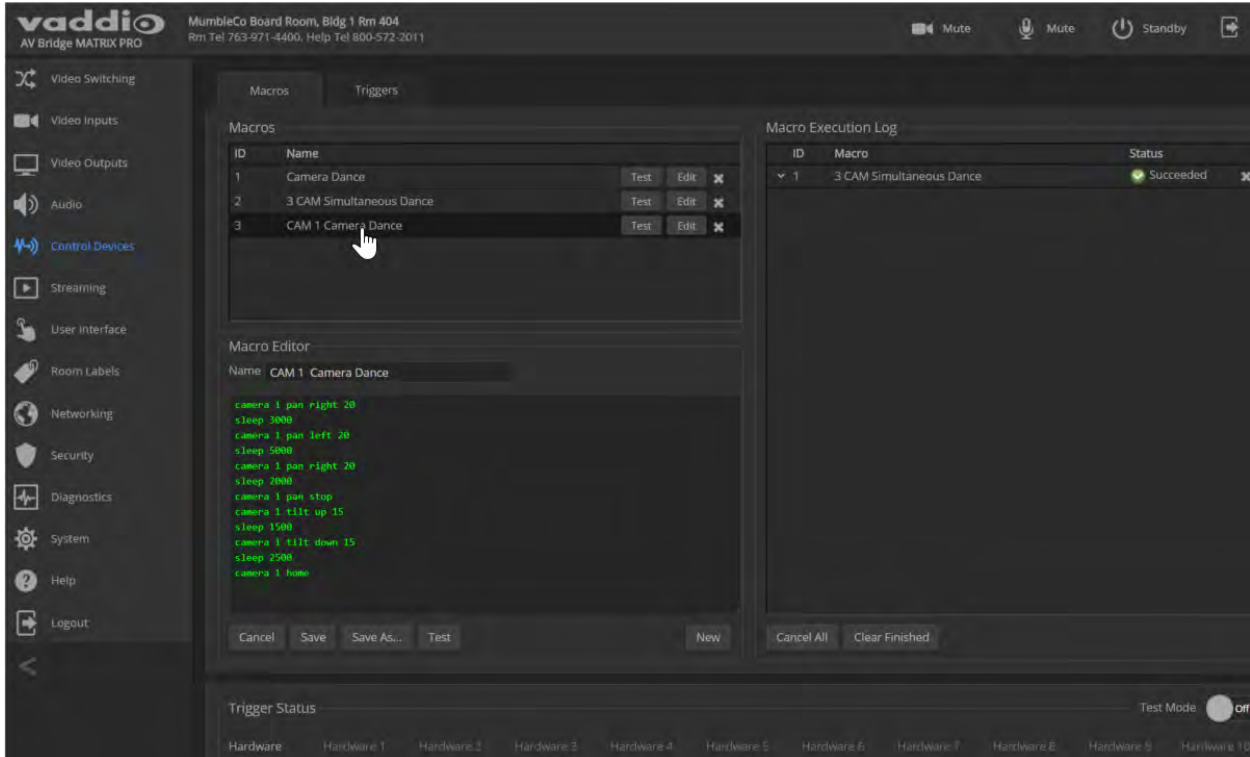 vaddio
AV Bridge MATRIX PRO
MumbleCo Board Room, Bldg 1 Rm 404
Rm Tel 763-971-4400. Help Tel 800-572-2011
Mute
Mute
Standby
Video Switching
Video Inputs
Video Outputs
Audio
Control Devices
Streaming
User Interface
Room Labels
Networking
Security
Diagnostics
System
Help
Logout
Macros Triggers
Macros
ID Name
1 Camera Dance Test Edit
2 3 CAM Simultaneous Dance Test Edit
3 CAM 1 Camera Dance Test Edit
Macro Editor
Name CAM 1 Camera Dance
camera 1 pan right 20
sleep 3000
camera 1 pan left 20
sleep 5000
camera 1 pan right 20
sleep 2000
camera 1 pan stop
camera 1 tilt up 15
sleep 1500
camera 1 tilt down 15
sleep 2500
camera 1 home
Cancel Save Save As... Test New
Macro Execution Log
ID Macro Status
1 3 CAM Simultaneous Dance Succeeded
Cancel All Clear Finished
Trigger Status Test Mode Off
Hardware Hardware 1 Hardware 2 Hardware 3 Hardware 4 Hardware 5 Hardware 6 Hardware 7 Hardware 8 Hardware 9 Hardware 10